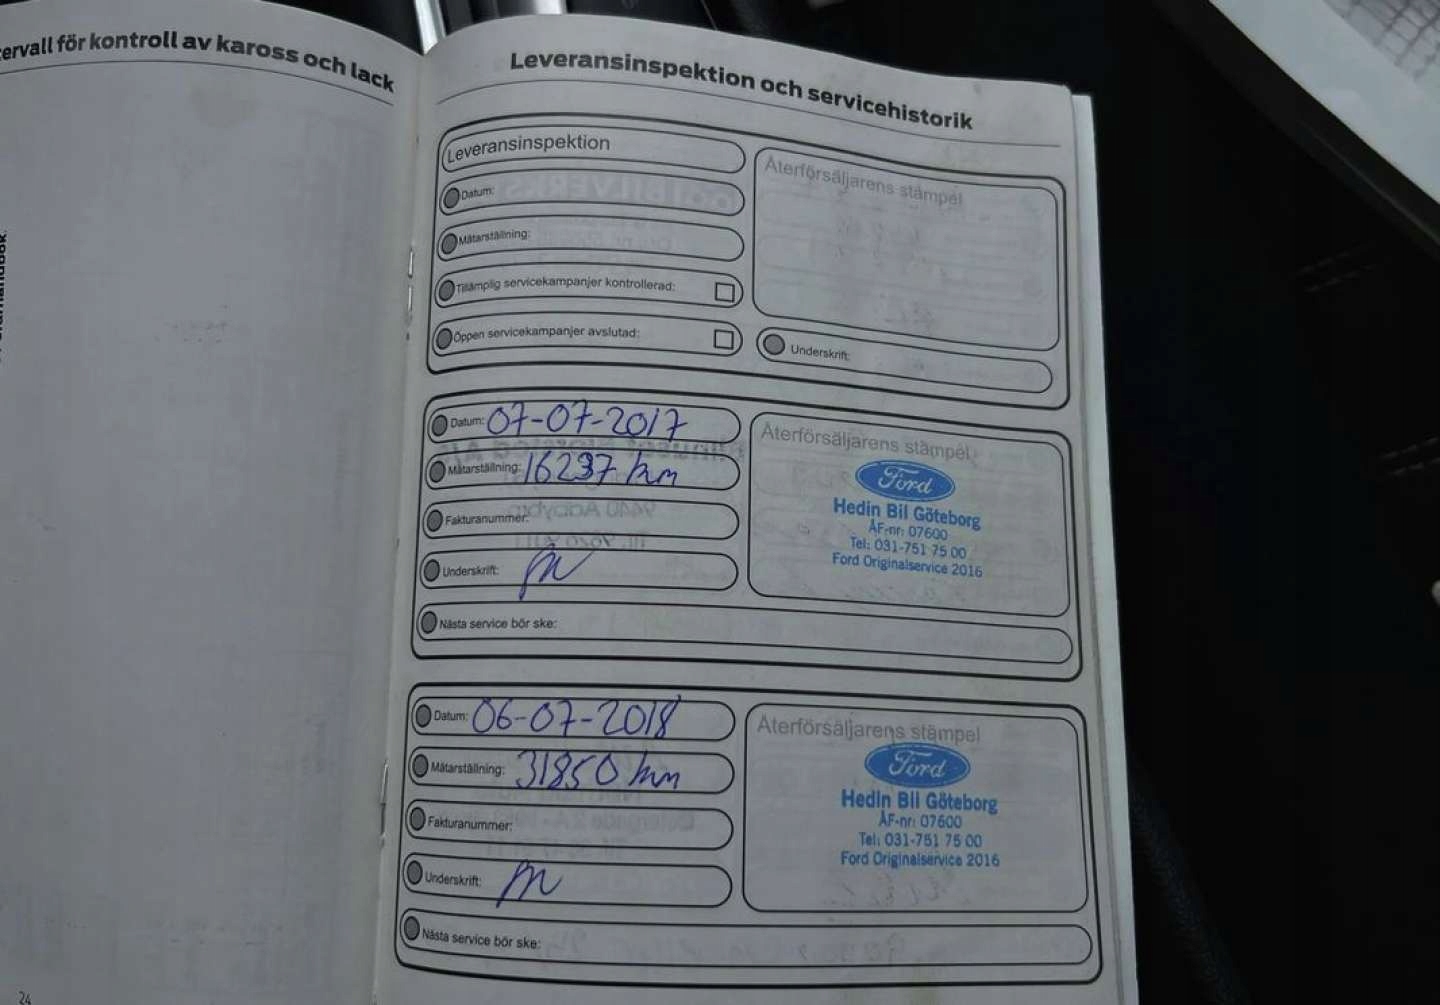 ervall för kontroll av kaross och lack
24
Leveransinspektion och servicehistorik
Leveransinspektion
Datum:
Mätarställning:
Tillämplig servicekampanjer kontrollerad:
Öppen servicekampanjer avslutad:
Återförsäljarens stämpel
Underskrift:
Datum: 07-07-2017
Mätarställning: 16237 km
Fakturanummer:
Underskrift:
Nästa service bör ske:
Återförsäljarens stämpel
Ford
Hedin Bil Göteborg
ÅF-nr: 07600
Tel: 031-751 75 00
Ford Originalservice 2016
Datum: 06-07-2018
Mätarställning: 31850 km
Fakturanummer:
Underskrift:
Nästa service bör ske:
Återförsäljarens stämpel
Ford
Hedin Bil Göteborg
ÅF-nr: 07600
Tel: 031-751 75 00
Ford Originalservice 2016